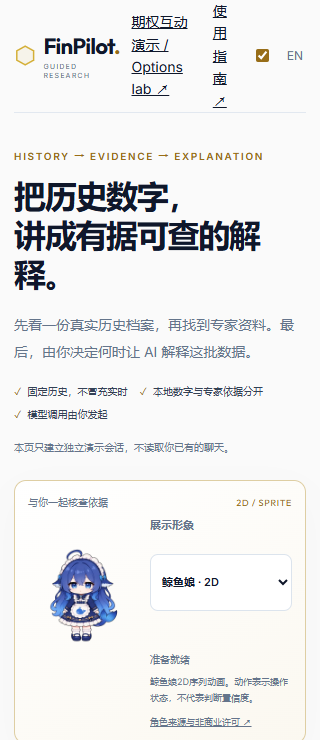 FinPilot.
GUIDED
RESEARCH
期权互动
演示 /
Options
lab ↗
使
用
指
南
↗
EN
HISTORY → EVIDENCE → EXPLANATION
把历史数字，
讲成有据可查的解
释。
先看一份真实历史档案，再找到专家资料。最
后，由你决定何时让 AI 解释这批数据。
✓ 固定历史，不冒充实时 ✓ 本地数字与专家依据分开
✓ 模型调用由你发起
本页只建立独立演示会话，不读取你已有的聊天。
与你一起核查依据
2D / SPRITE
展示形象
鲸鱼娘 · 2D
准备就绪
鲸鱼娘2D序列动画。动作表示操作
状态，不代表判断置信度。
角色来源与非商业许可 ↗